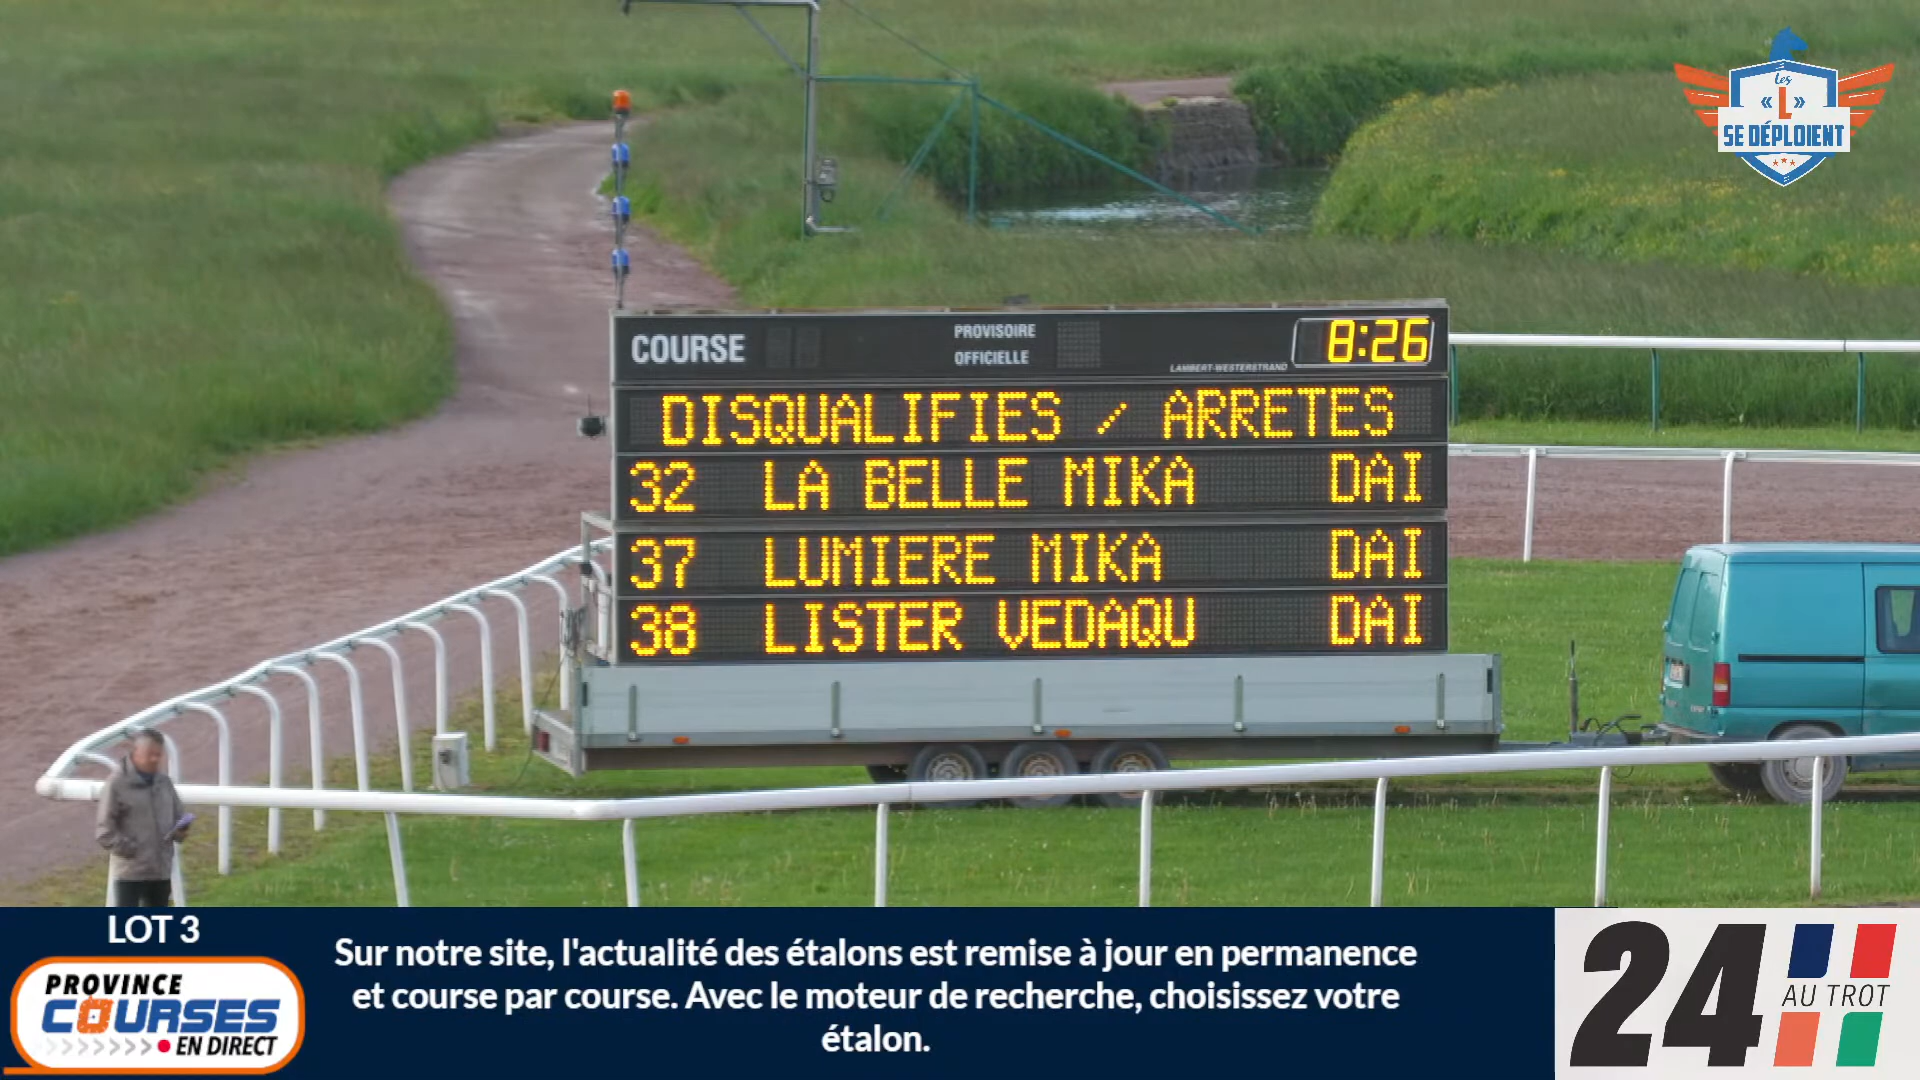 Les
« L »
SE DÉPLOIENT
COURSE
PROVISOIRE
OFFICIELLE
8:26
LAMBERT-WESTERSTRAND
DISQUALIFIES / ARRETES
32 LA BELLE MIKA DAI
37 LUMIERE MIKA DAI
38 LISTER VEDAQU DAI
LOT 3
PROVINCE
COURSES
EN DIRECT
Sur notre site, l'actualité des étalons est remise à jour en permanence
et course par course. Avec le moteur de recherche, choisissez votre
étalon.
24
AU TROT